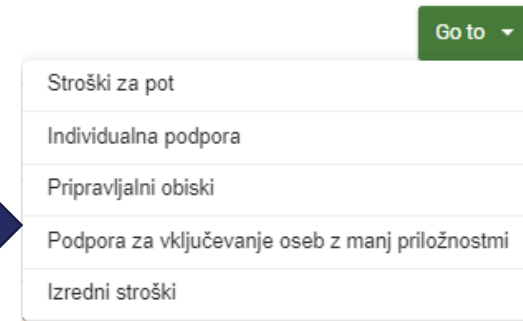 Go to
Stroški za pot
Individualna podpora
Pripravljalni obiski
Podpora za vključevanje oseb z manj priložnostmi
Izredni stroški